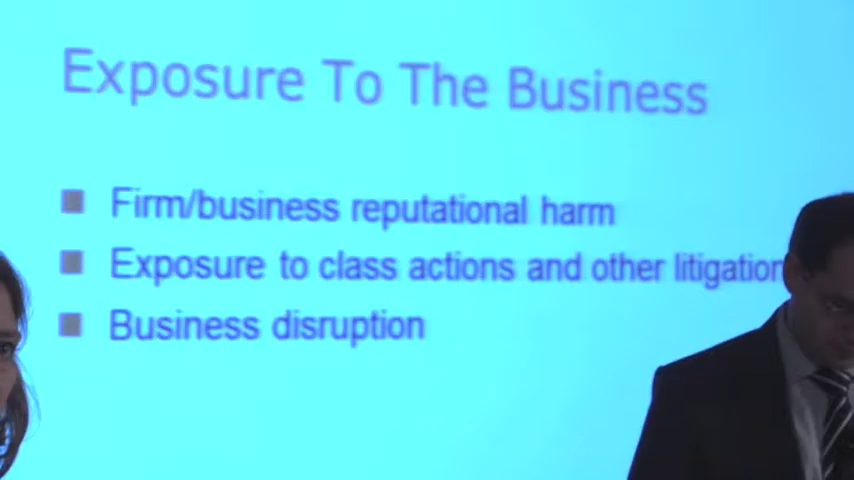 Exposure To The Business
Firm/business reputational harm
Exposure to class actions and other litigation
Business disruption